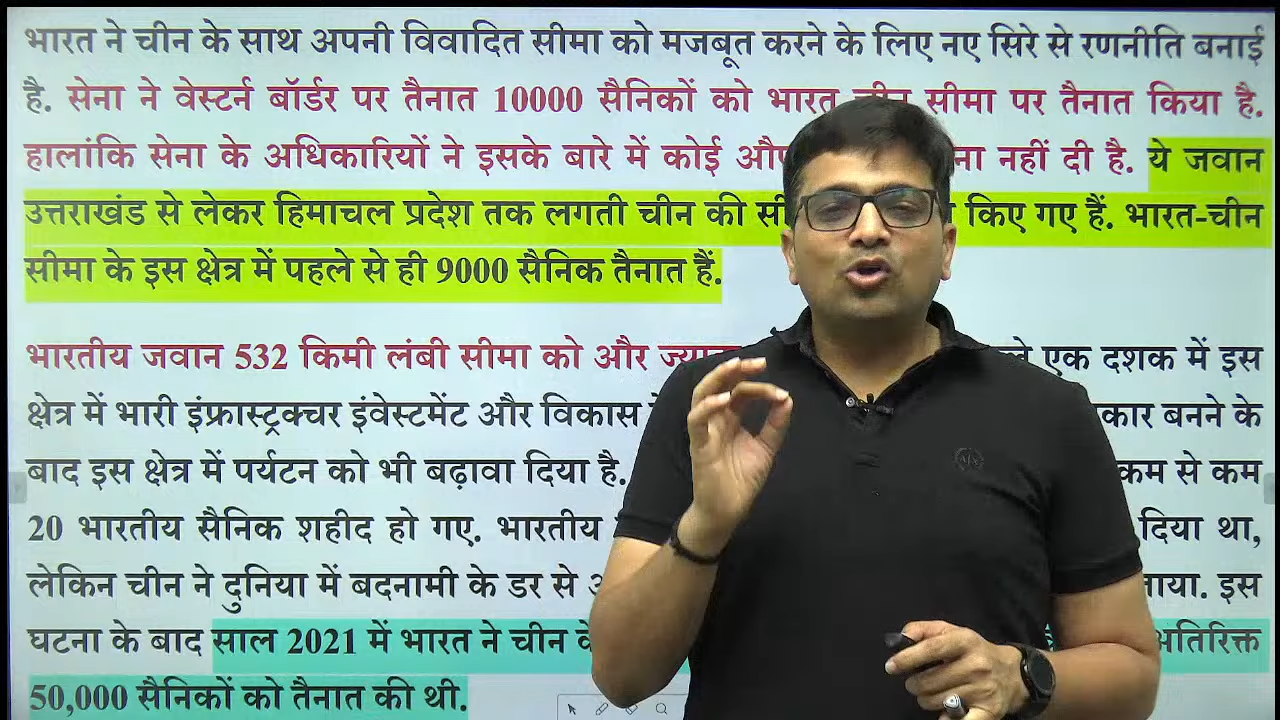 भारत ने चीन के साथ अपनी विवादित सीमा को मजबूत करने के लिए नए सिरे से रणनीति बनाई
है. सेना ने वेस्टर्न बॉर्डर पर तैनात 10000 सैनिकों को भारत चीन सीमा पर तैनात किया है.
हालांकि सेना के अधिकारियों ने इसके बारे में कोई नहीं दी है. ये जवान
उत्तराखंड से लेकर हिमाचल प्रदेश तक लगती चीन की किए गए हैं. भारत-चीन
सीमा के इस क्षेत्र में पहले से ही 9000 सैनिक तैनात हैं.
भारतीय जवान 532 किमी लंबी सीमा को और एक दशक में इस
क्षेत्र में भारी इंफ्रास्ट्रक्चर इंवेस्टमेंट और विकास बनने के
बाद इस क्षेत्र में पर्यटन को भी बढ़ावा दिया है. कम से कम
20 भारतीय सैनिक शहीद हो गए. भारतीय दिया था,
लेकिन चीन ने दुनिया में बदनामी के डर से इस
घटना के बाद साल 2021 में भारत ने चीन अतिरिक्त
50,000 सैनिकों को तैनात की थी.